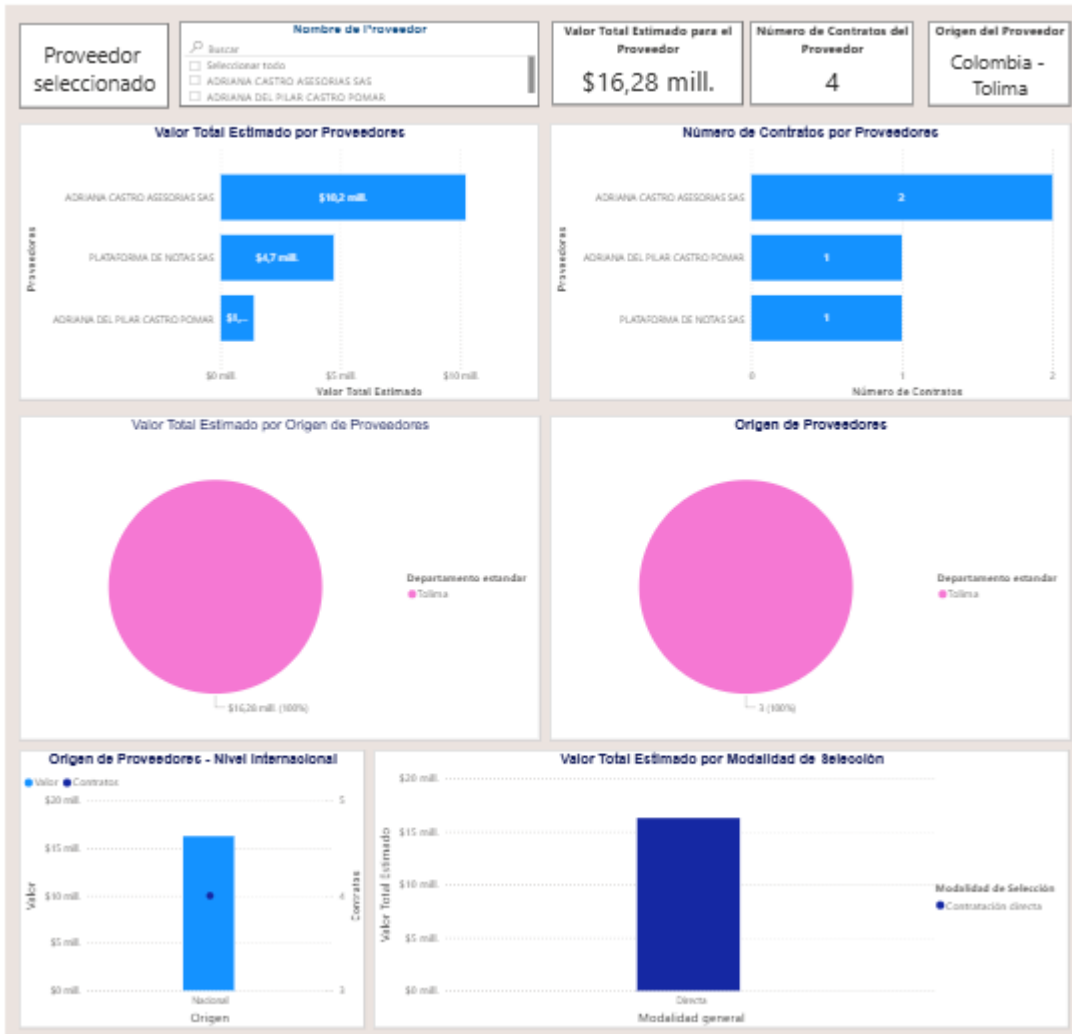 Proveedor
seleccionado
Nombre de l'roveedor
Buscar
Seleccionar todo
ADRIANA CASTRO ASESORIAS SAS
ADRIANA DEL PILAR CASTRO POMAR
Valor Total Estimado para el
Proveedor
$16,28 mill.
Número de Contratos del
Proveedor
4
Origen del Proveedor
Colombia -
Tolima
Valor Total Estimado por Proveedores
Proveedores
ADRIANA CASTRO ASESORIAS SAS
$10,2 mill.
PLATAFORMA DE NOTAS SAS
$4,7 mill.
ADRIANA DEL PILAR CASTRO POMAR
$1,...
$0 mill.
$5 mill.
$10 mill.
Valor Total Estimado
Número de Contratos por Proveedores
Proveedores
ADRIANA CASTRO ASESORIAS SAS
2
ADRIANA DEL PILAR CASTRO POMAR
1
PLATAFORMA DE NOTAS SAS
1
0
1
2
Número de Contratos
Valor Total Estimado por Origen de Proveedores
Departamento estandar
Tolima
$16,28 mill. (100%)
Origen de Proveedores
Departamento estandar
Tolima
3 (100%)
Origen de Proveedores - Nivel Internacional
Valor
Contratos
$20 mill.
$15 mill.
$10 mill.
$5 mill.
$0 mill.
Valor
5
4
3
Contratas
Nacional
Origen
Valor Total Estimado por Modalidad de Selección
Valor Total Estimado
$20 mill.
$15 mill.
$10 mill.
$5 mill.
$0 mill.
Directa
Modalidad general
Modalidad de Selección
Contratación directa